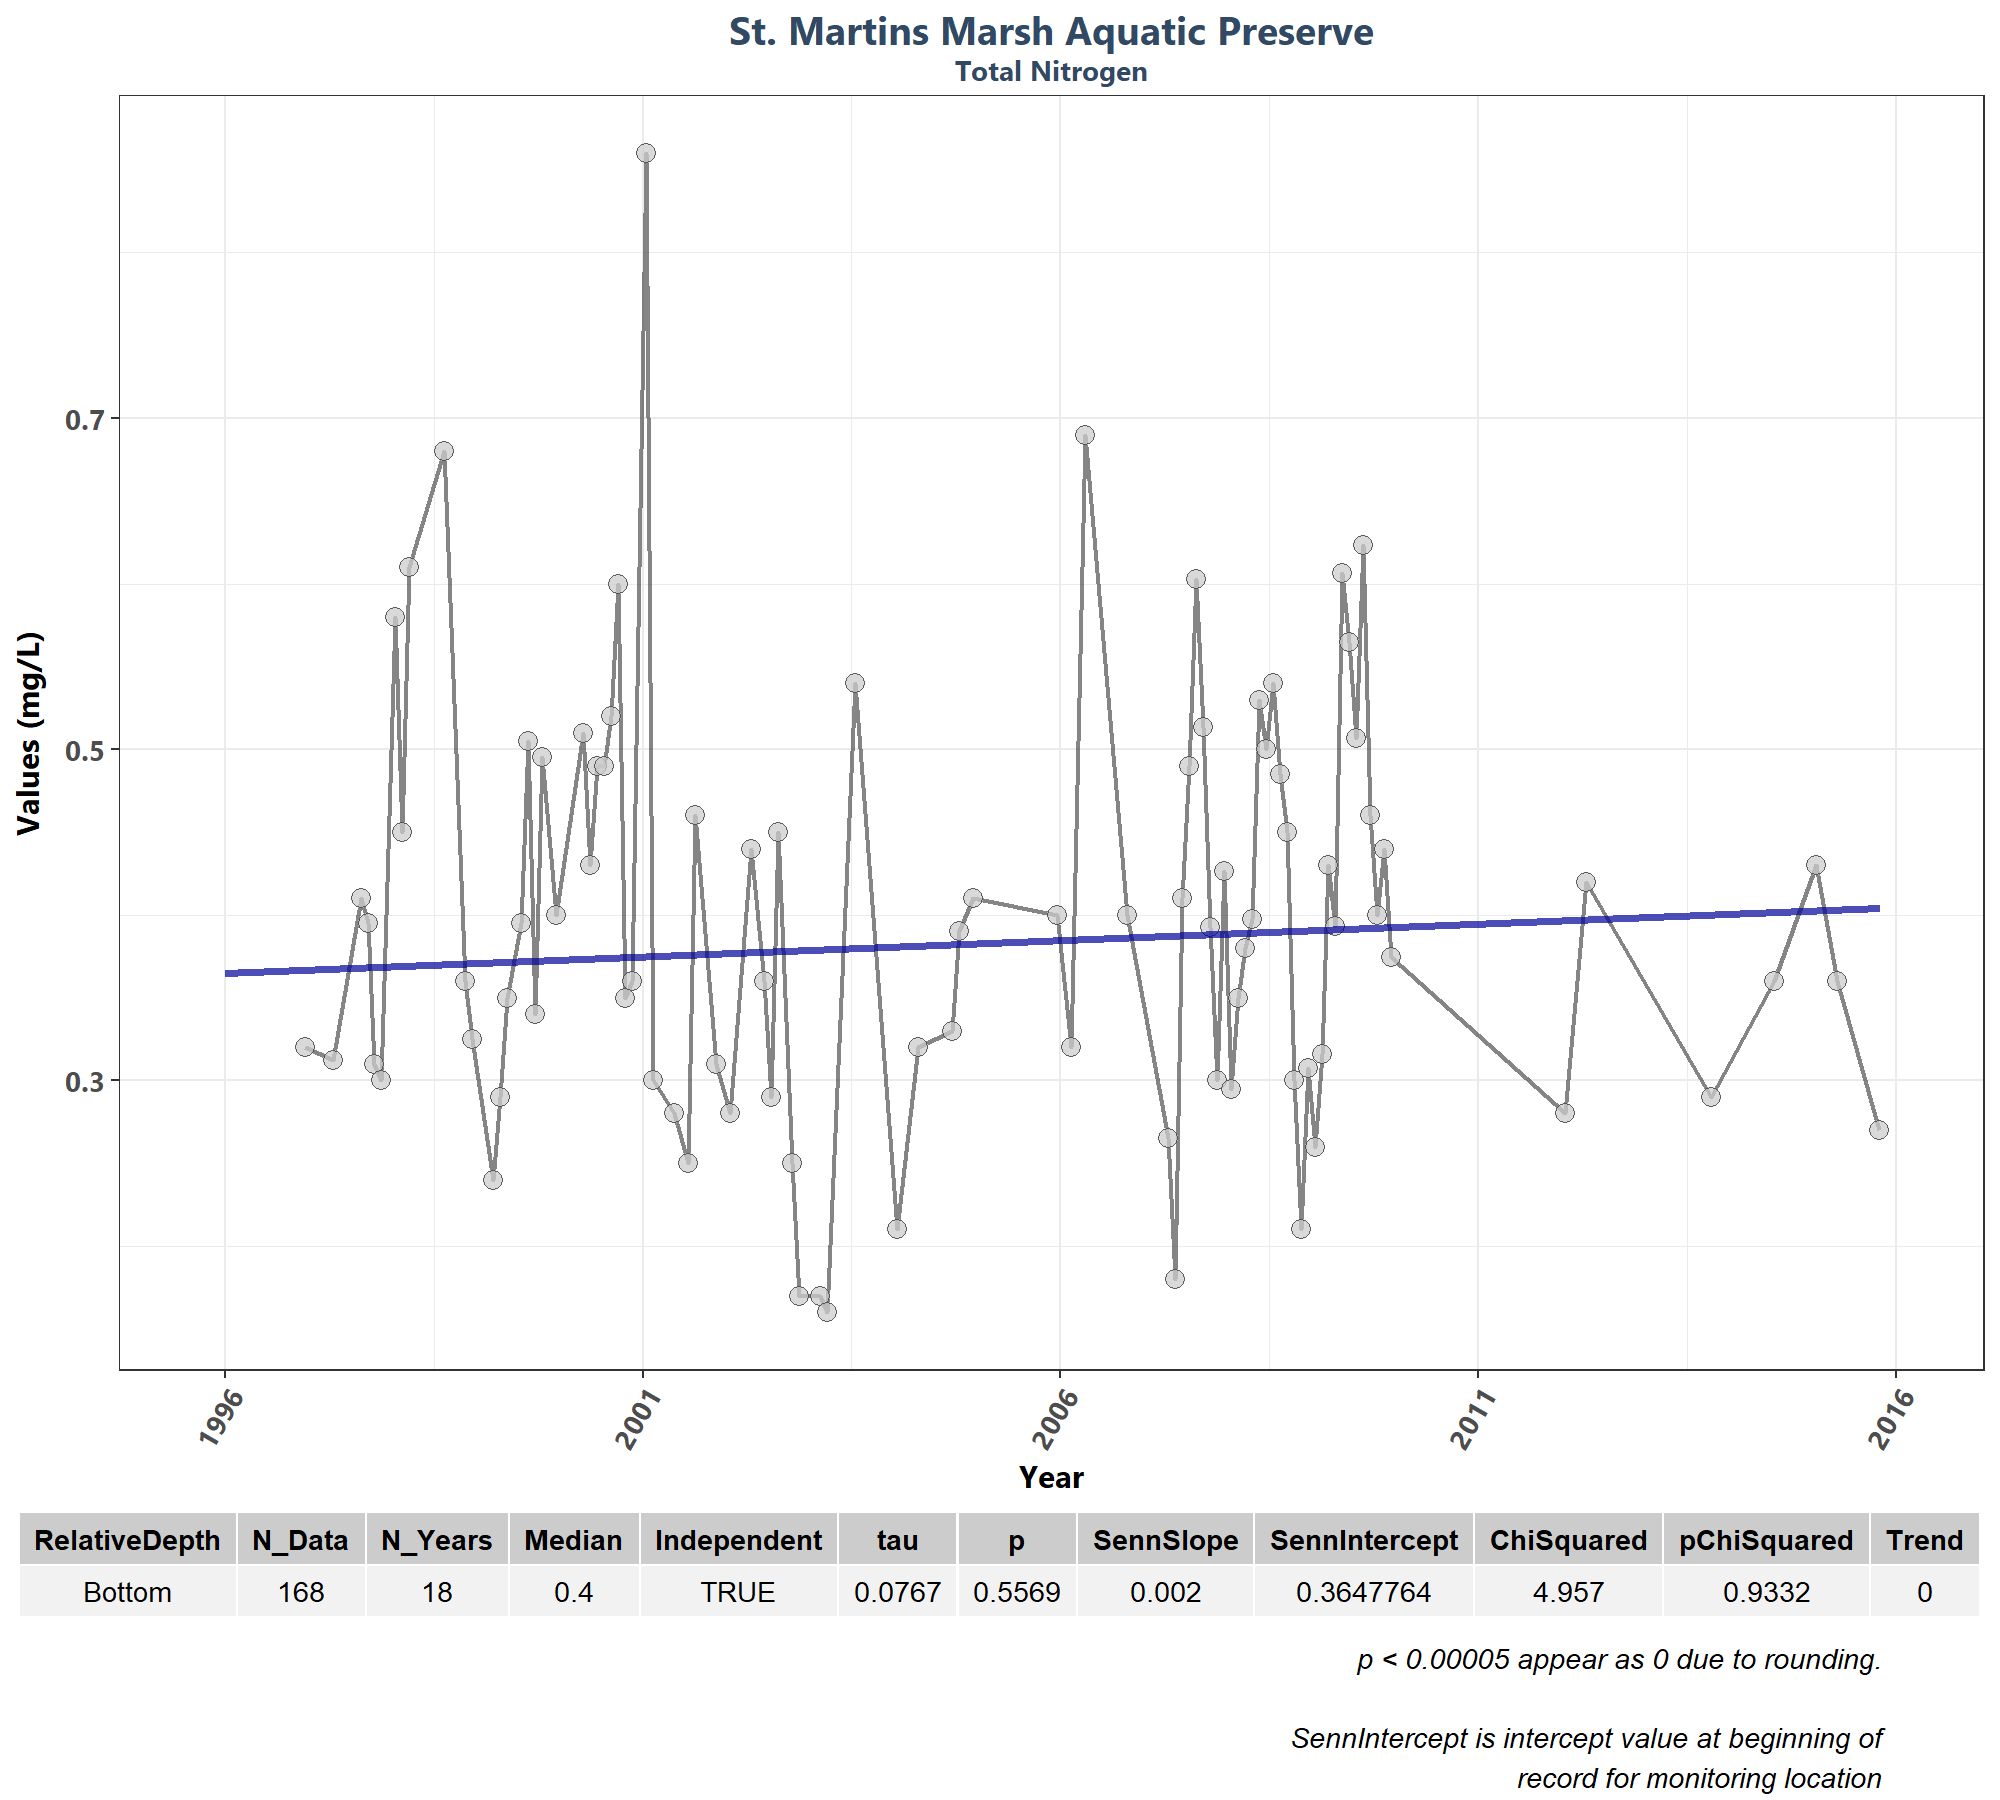 St. Martins Marsh Aquatic Preserve
Total Nitrogen
Values (mg/L)
0.7
0.5
0.3
1996 2001 2006 2011 2016
Year
RelativeDepth N_Data N_Years Median Independent tau p SennSlope SennIntercept ChiSquared pChiSquared Trend
Bottom 168 18 0.4 TRUE 0.0767 0.5569 0.002 0.3647764 4.957 0.9332 0
p < 0.00005 appear as 0 due to rounding.
SennIntercept is intercept value at beginning of
record for monitoring location